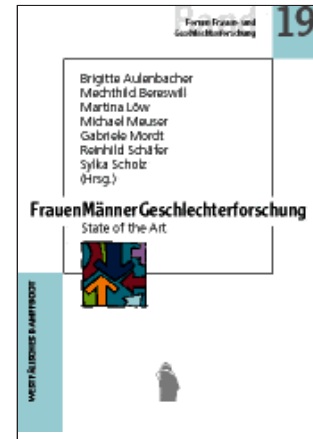 Band 19
Forum Frauen- und
Geschlechterforschung
Brigitte Aulenbacher
Mechthild Bereswill
Martina Löw
Michael Meuser
Gabriele Mordt
Reinhild Schäfer
Sylka Scholz
(Hrsg.)
FrauenMännerGeschlechterforschung
State of the Art
WESTFÄLISCHES DAMPFBOOT